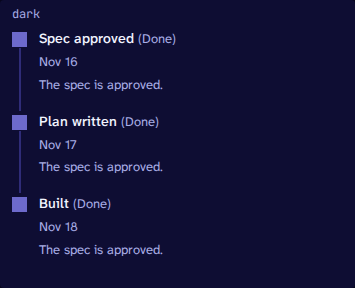 dark
Spec approved (Done)
Nov 16
The spec is approved.
Plan written (Done)
Nov 17
The spec is approved.
Built (Done)
Nov 18
The spec is approved.